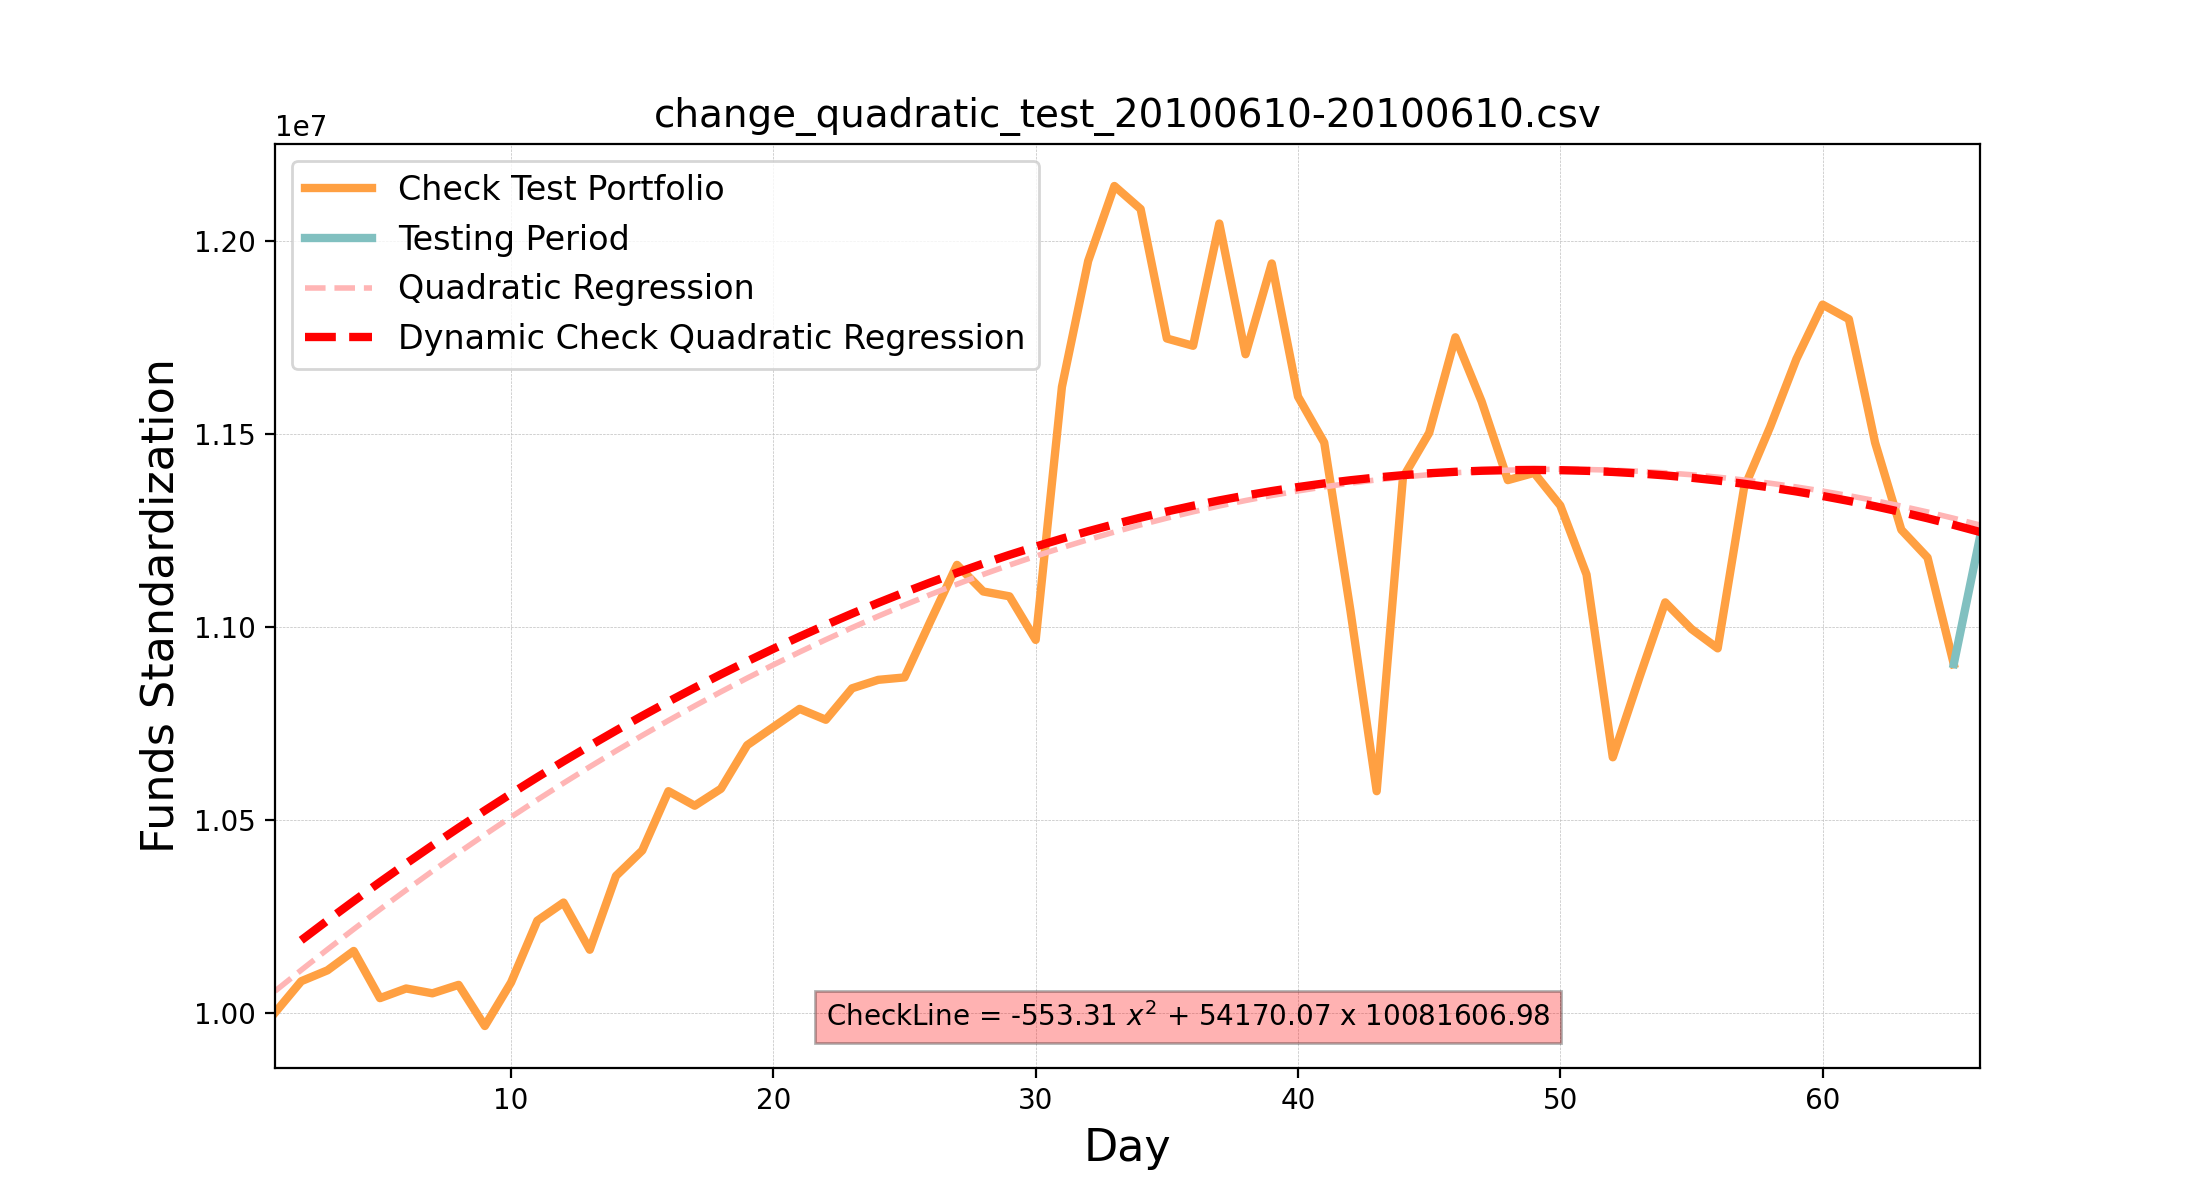 change_quadratic_test_20100610-20100610.csv
1e7
Check Test Portfolio
Testing Period
Quadratic Regression
Dynamic Check Quadratic Regression
1.20
1.15
1.10
1.05
1.00
Funds Standardization
CheckLine = -553.31 x² + 54170.07 x 10081606.98
10 20 30 40 50 60
Day